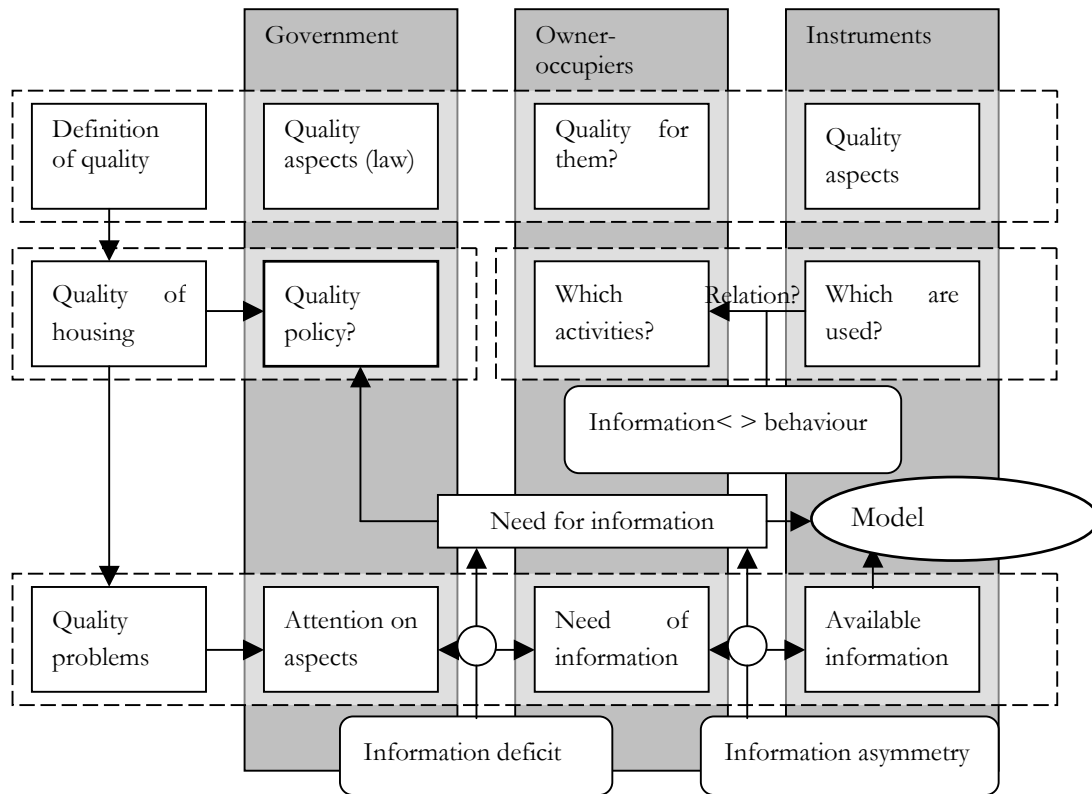 Government
Owner-
occupiers
Instruments
Definition
of quality
Quality
aspects (law)
Quality for
them?
Quality
aspects
Quality of
housing
Quality
policy?
Which
activities?
Relation?
Which are
used?
Information< > behaviour
Need for information
Model
Quality
problems
Attention on
aspects
Need of
information
Available
information
Information deficit
Information asymmetry